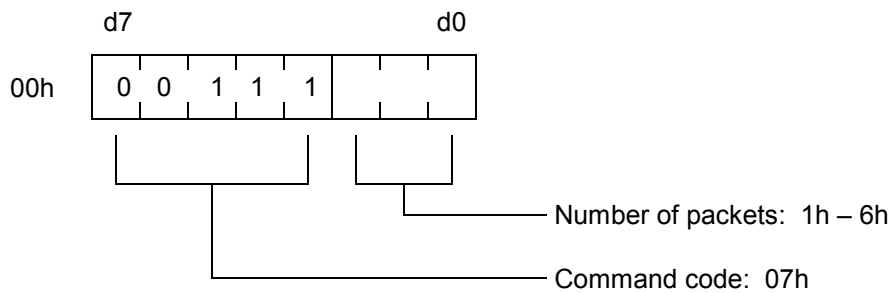 d7 d0
00h 0 0 1 1 1
Number of packets: 1h – 6h
Command code: 07h